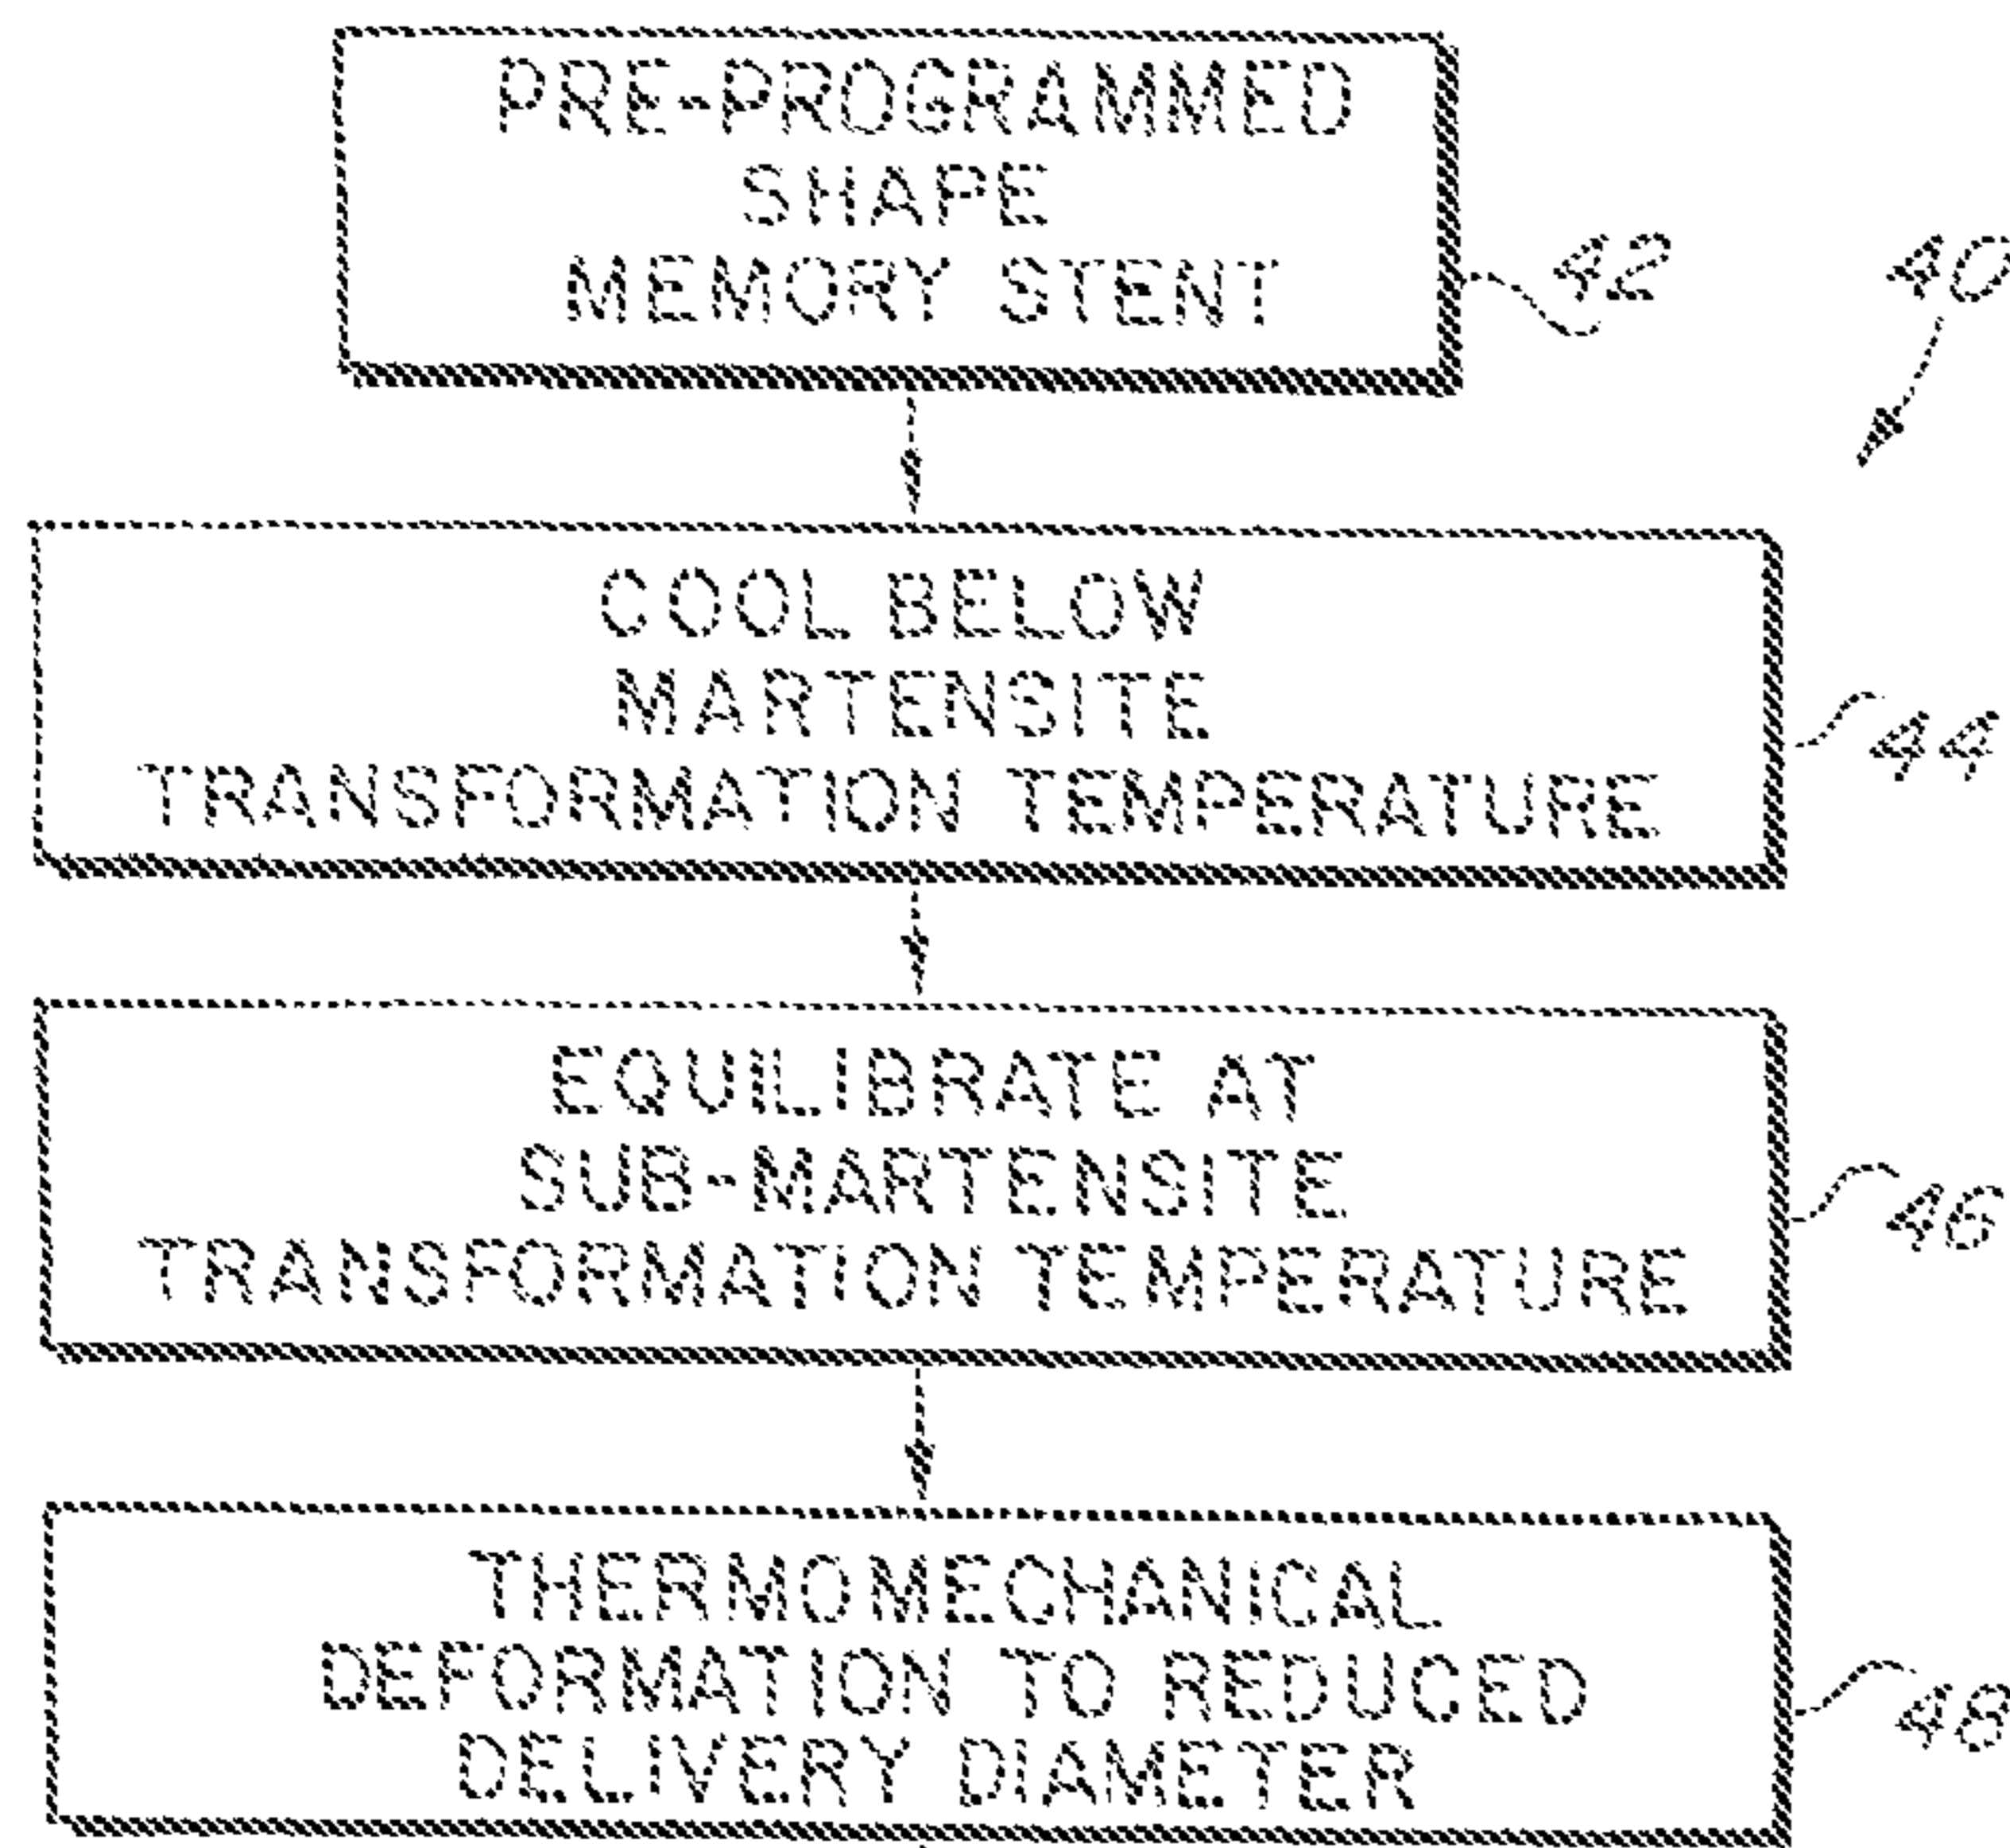 PRE-PROGRAMMED
SHAPE
MEMORY STENT
42
40
COOL BELOW
MARTENSITE
TRANSFORMATION TEMPERATURE
44
EQUILIBRATE AT
SUB-MARTENSITE
TRANSFORMATION TEMPERATURE
46
THERMOMECHANICAL
DEFORMATION TO REDUCED
DELIVERY DIAMETER
48